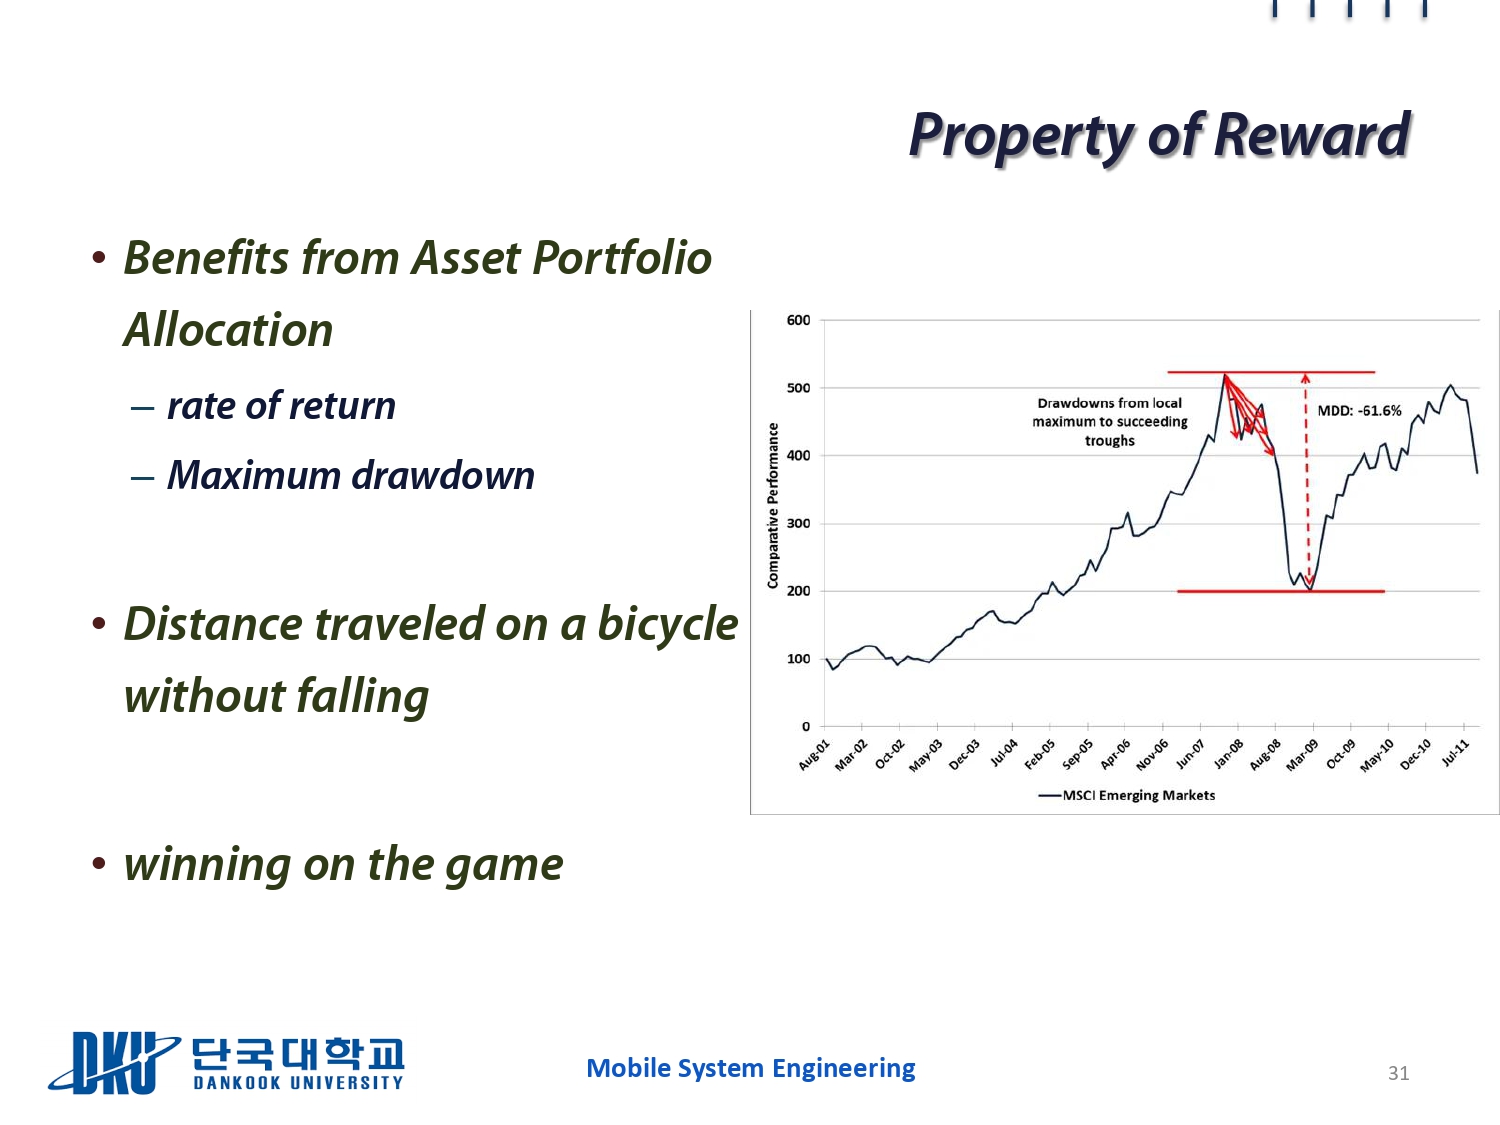 Property of Reward
• Benefits from Asset Portfolio
Allocation
– rate of return
– Maximum drawdown
• Distance traveled on a bicycle
without falling
• winning on the game
600
500
400
300
200
100
0
Comparative Performance
Drawdowns from local
maximum to succeeding
troughs
MDD: -61.6%
Aug-01 Mar-02 Oct-02 May-03 Dec-03 Jul-04 Feb-05 Sep-05 Apr-06 Nov-06 Jun-07 Jan-08 Aug-08 Mar-09 Oct-09 May-10 Dec-10 Jul-11
MSCI Emerging Markets
DKU 단국대학교
DANKOOK UNIVERSITY
Mobile System Engineering
31